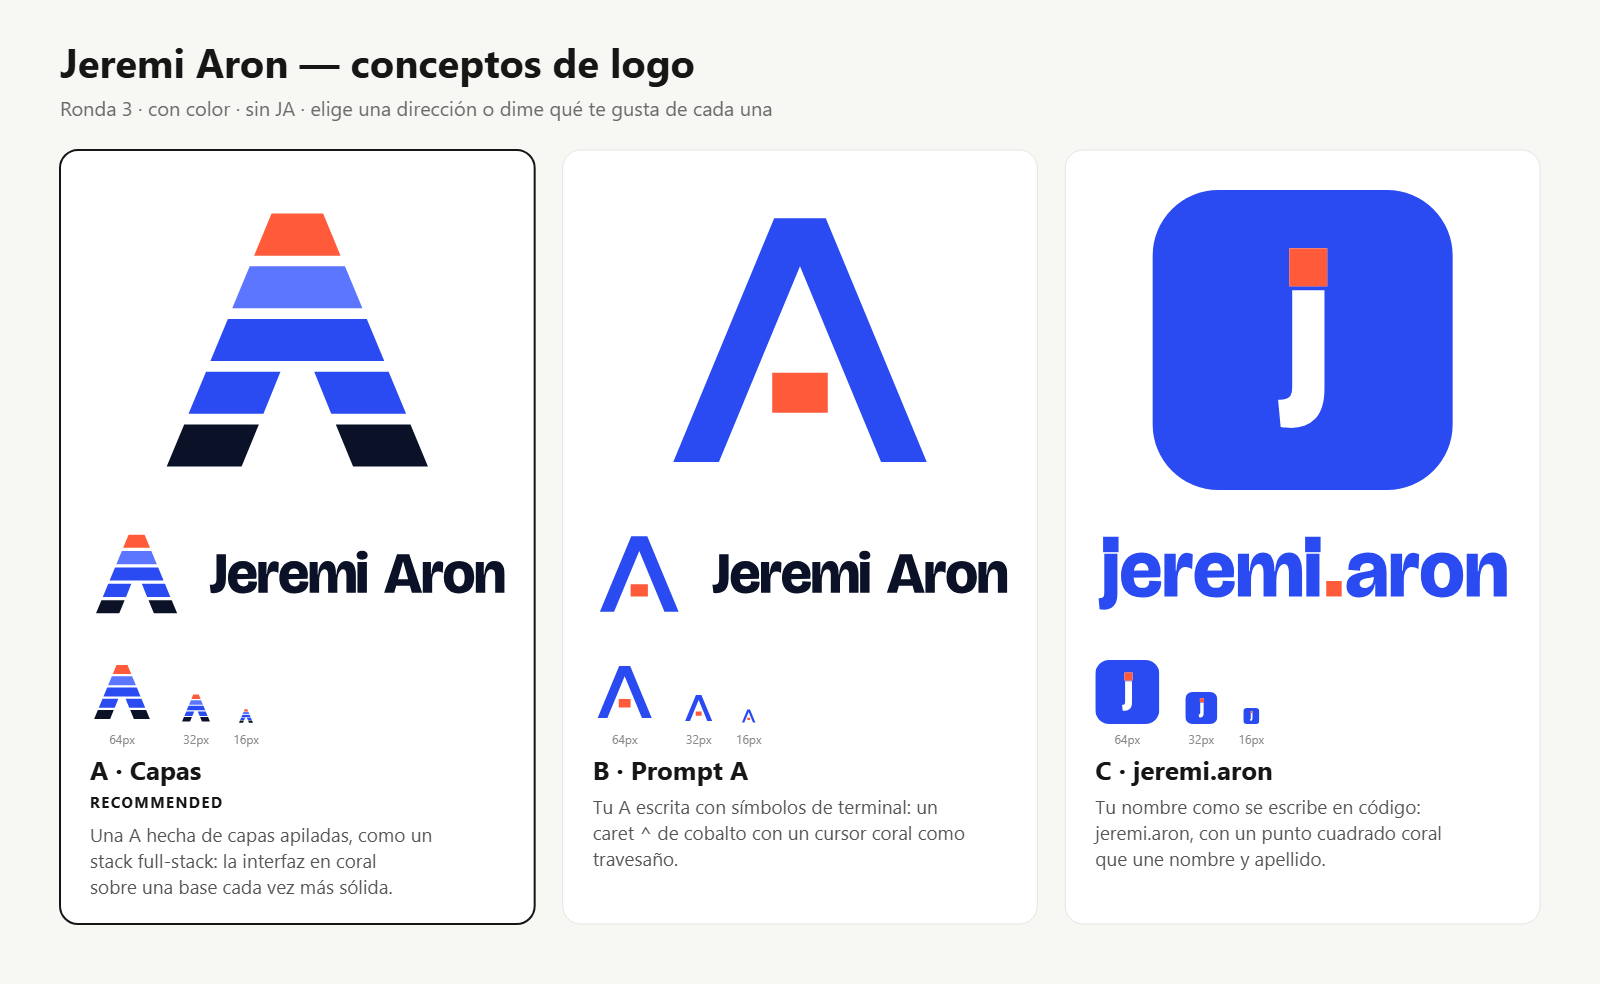 Jeremi Aron — conceptos de logo
Ronda 3 · con color · sin JA · elige una dirección o dime qué te gusta de cada una
Jeremi Aron
64px 32px 16px
A · Capas
RECOMMENDED
Una A hecha de capas apiladas, como un
stack full-stack: la interfaz en coral
sobre una base cada vez más sólida.
Jeremi Aron
64px 32px 16px
B · Prompt A
Tu A escrita con símbolos de terminal: un
caret ^ de cobalto con un cursor coral como
travesaño.
j
jeremi.aron
j j j
64px 32px 16px
C · jeremi.aron
Tu nombre como se escribe en código:
jeremi.aron, con un punto cuadrado coral
que une nombre y apellido.